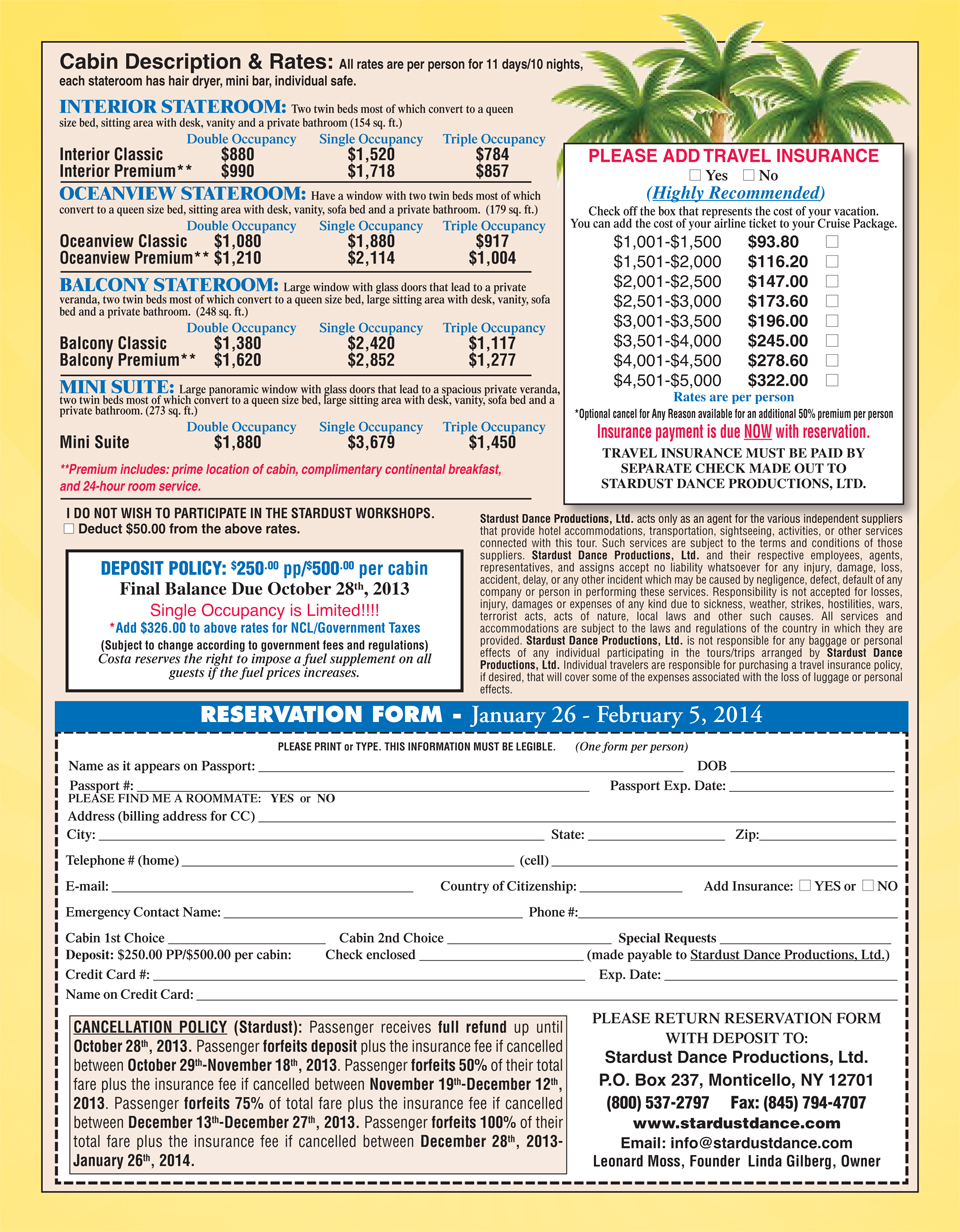 Cabin Description & Rates: All rates are per person for 11 days/10 nights,
each stateroom has hair dryer, mini bar, individual safe.
INTERIOR STATEROOM: Two twin beds most of which convert to a queen
size bed, sitting area with desk, vanity and a private bathroom (154 sq. ft.)
Double Occupancy Single Occupancy Triple Occupancy
Interior Classic $880 $1,520 $784
Interior Premium** $990 $1,718 $857
OCEANVIEW STATEROOM: Have a window with two twin beds most of which
convert to a queen size bed, sitting area with desk, vanity, sofa bed and a private bathroom. (179 sq. ft.)
Double Occupancy Single Occupancy Triple Occupancy
Oceanview Classic $1,080 $1,880 $917
Oceanview Premium** $1,210 $2,114 $1,004
BALCONY STATEROOM: Large window with glass doors that lead to a private
veranda, two twin beds most of which convert to a queen size bed, large sitting area with desk, vanity, sofa
bed and a private bathroom. (248 sq. ft.)
Double Occupancy Single Occupancy Triple Occupancy
Balcony Classic $1,380 $2,420 $1,117
Balcony Premium** $1,620 $2,852 $1,277
MINI SUITE: Large panoramic window with glass doors that lead to a spacious private veranda,
two twin beds most of which convert to a queen size bed, large sitting area with desk, vanity, sofa bed and a
private bathroom. (273 sq. ft.)
Double Occupancy Single Occupancy Triple Occupancy
Mini Suite $1,880 $3,679 $1,450
**Premium includes: prime location of cabin, complimentary continental breakfast,
and 24-hour room service.
PLEASE ADD TRAVEL INSURANCE
☐ Yes ☐ No
(Highly Recommended)
Check off the box that represents the cost of your vacation.
You can add the cost of your airline ticket to your Cruise Package.
$1,001-$1,500 $93.80 ☐
$1,501-$2,000 $116.20 ☐
$2,001-$2,500 $147.00 ☐
$2,501-$3,000 $173.60 ☐
$3,001-$3,500 $196.00 ☐
$3,501-$4,000 $245.00 ☐
$4,001-$4,500 $278.60 ☐
$4,501-$5,000 $322.00 ☐
Rates are per person
*Optional cancel for Any Reason available for an additional 50% premium per person
Insurance payment is due NOW with reservation.
TRAVEL INSURANCE MUST BE PAID BY
SEPARATE CHECK MADE OUT TO
STARDUST DANCE PRODUCTIONS, LTD.
I DO NOT WISH TO PARTICIPATE IN THE STARDUST WORKSHOPS.
☐ Deduct $50.00 from the above rates.
DEPOSIT POLICY: $250.00 pp/$500.00 per cabin
Final Balance Due October 28th, 2013
Single Occupancy is Limited!!!!
*Add $326.00 to above rates for NCL/Government Taxes
(Subject to change according to government fees and regulations)
Costa reserves the right to impose a fuel supplement on all
guests if the fuel prices increases.
Stardust Dance Productions, Ltd. acts only as an agent for the various independent suppliers
that provide hotel accommodations, transportation, sightseeing, activities, or other services
connected with this tour. Such services are subject to the terms and conditions of those
suppliers. Stardust Dance Productions, Ltd. and their respective employees, agents,
representatives, and assigns accept no liability whatsoever for any injury, damage, loss,
accident, delay, or any other incident which may be caused by negligence, defect, default of any
company or person in performing these services. Responsibility is not accepted for losses,
injury, damages or expenses of any kind due to sickness, weather, strikes, hostilities, wars,
terrorist acts, acts of nature, local laws and other such causes. All services and
accommodations are subject to the laws and regulations of the country in which they are
provided. Stardust Dance Productions, Ltd. is not responsible for any baggage or personal
effects of any individual participating in the tours/trips arranged by Stardust Dance
Productions, Ltd. Individual travelers are responsible for purchasing a travel insurance policy,
if desired, that will cover some of the expenses associated with the loss of luggage or personal
effects.
RESERVATION FORM - January 26 - February 5, 2014
PLEASE PRINT or TYPE. THIS INFORMATION MUST BE LEGIBLE. (One form per person)
Name as it appears on Passport: DOB
Passport #: Passport Exp. Date:
PLEASE FIND ME A ROOMMATE: YES or NO
Address (billing address for CC)
City: State: Zip:
Telephone # (home) (cell)
E-mail: Country of Citizenship: Add Insurance: ☐ YES or ☐ NO
Emergency Contact Name: Phone #:
Cabin 1st Choice Cabin 2nd Choice Special Requests
Deposit: $250.00 PP/$500.00 per cabin: Check enclosed (made payable to Stardust Dance Productions, Ltd.)
Credit Card #: Exp. Date:
Name on Credit Card:
CANCELLATION POLICY (Stardust): Passenger receives full refund up until
October 28th, 2013. Passenger forfeits deposit plus the insurance fee if cancelled
between October 29th-November 18th, 2013. Passenger forfeits 50% of their total
fare plus the insurance fee if cancelled between November 19th-December 12th,
2013. Passenger forfeits 75% of total fare plus the insurance fee if cancelled
between December 13th-December 27th, 2013. Passenger forfeits 100% of their
total fare plus the insurance fee if cancelled between December 28th, 2013-
January 26th, 2014.
PLEASE RETURN RESERVATION FORM
WITH DEPOSIT TO:
Stardust Dance Productions, Ltd.
P.O. Box 237, Monticello, NY 12701
(800) 537-2797 Fax: (845) 794-4707
www.stardustdance.com
Email: info@stardustdance.com
Leonard Moss, Founder Linda Gilberg, Owner